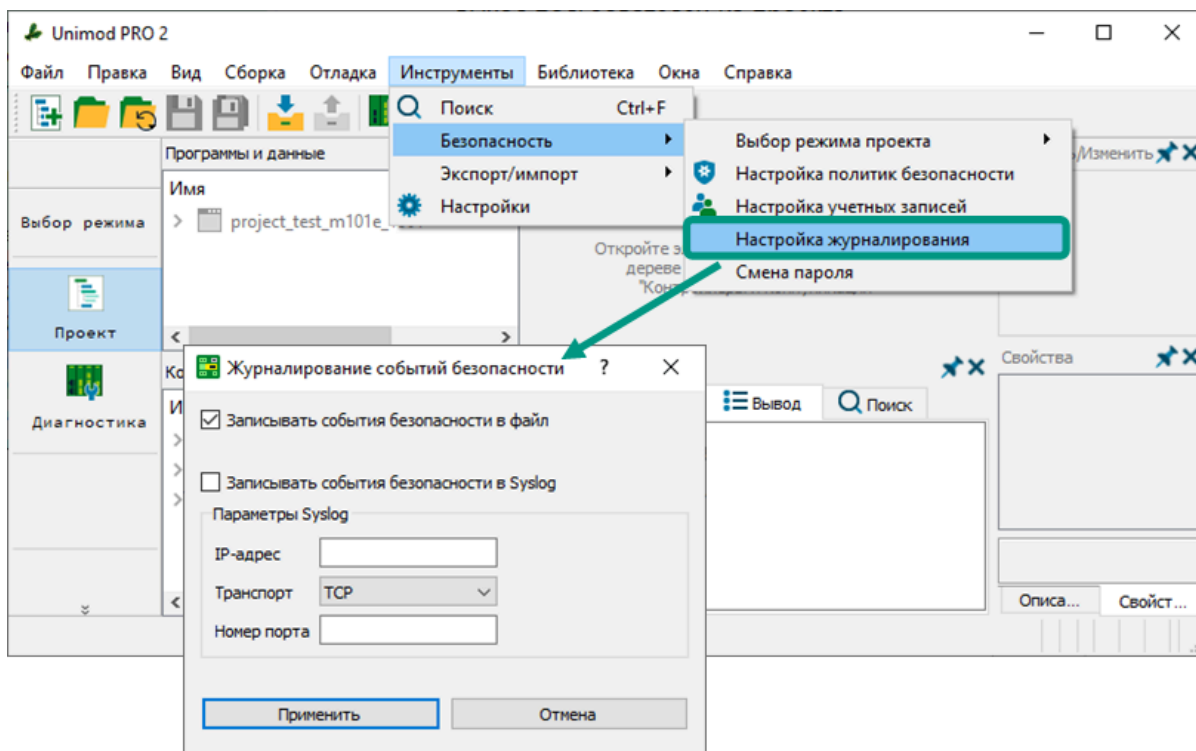 Unimod PRO 2
Файл Правка Вид Сборка Отладка Инструменты Библиотека Окна Справка
Поиск Ctrl+F
Безопасность
Экспорт/импорт
Настройки
Выбор режима проекта
Настройка политик безопасности
Настройка учетных записей
Настройка журналирования
Смена пароля
Программы и данные
/Изменить
Имя
project_test_m101e_
Выбор режима
Проект
Диагностика
Откройте
дереве
Свойства
Вывод Поиск
Журналирование событий безопасности ?
Записывать события безопасности в файл
Записывать события безопасности в Syslog
Параметры Syslog
IP-адрес
Транспорт TCP
Номер порта
Применить Отмена
Описа... Свойст...